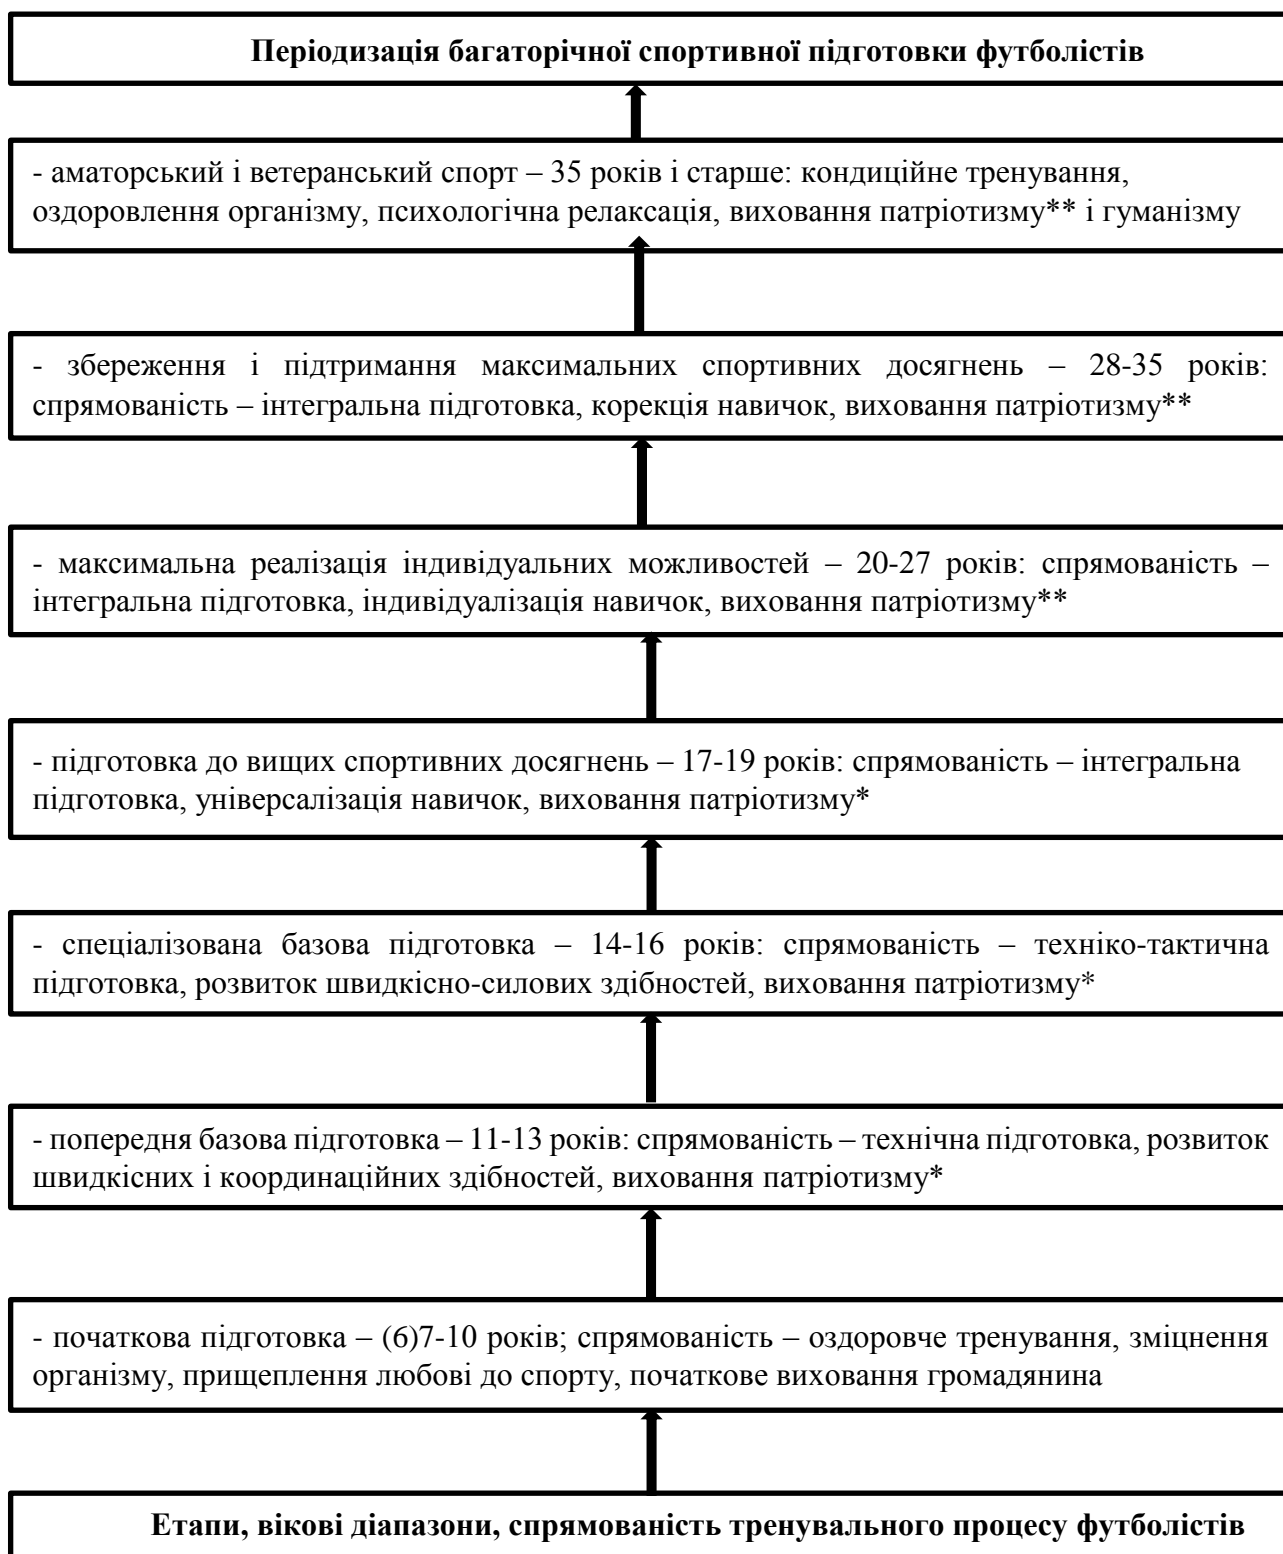 Періодизація багаторічної спортивної підготовки футболістів
- аматорський і ветеранський спорт – 35 років і старше: кондиційне тренування,
оздоровлення організму, психологічна релаксація, виховання патріотизму** і гуманізму
- збереження і підтримання максимальних спортивних досягнень – 28-35 років:
спрямованість – інтегральна підготовка, корекція навичок, виховання патріотизму**
- максимальна реалізація індивідуальних можливостей – 20-27 років: спрямованість –
інтегральна підготовка, індивідуалізація навичок, виховання патріотизму**
- підготовка до вищих спортивних досягнень – 17-19 років: спрямованість – інтегральна
підготовка, універсалізація навичок, виховання патріотизму*
- спеціалізована базова підготовка – 14-16 років: спрямованість – техніко-тактична
підготовка, розвиток швидкісно-силових здібностей, виховання патріотизму*
- попередня базова підготовка – 11-13 років: спрямованість – технічна підготовка, розвиток
швидкісних і координаційних здібностей, виховання патріотизму*
- початкова підготовка – (6)7-10 років; спрямованість – оздоровче тренування, зміцнення
організму, прищеплення любові до спорту, початкове виховання громадянина
Етапи, вікові діапазони, спрямованість тренувального процесу футболістів